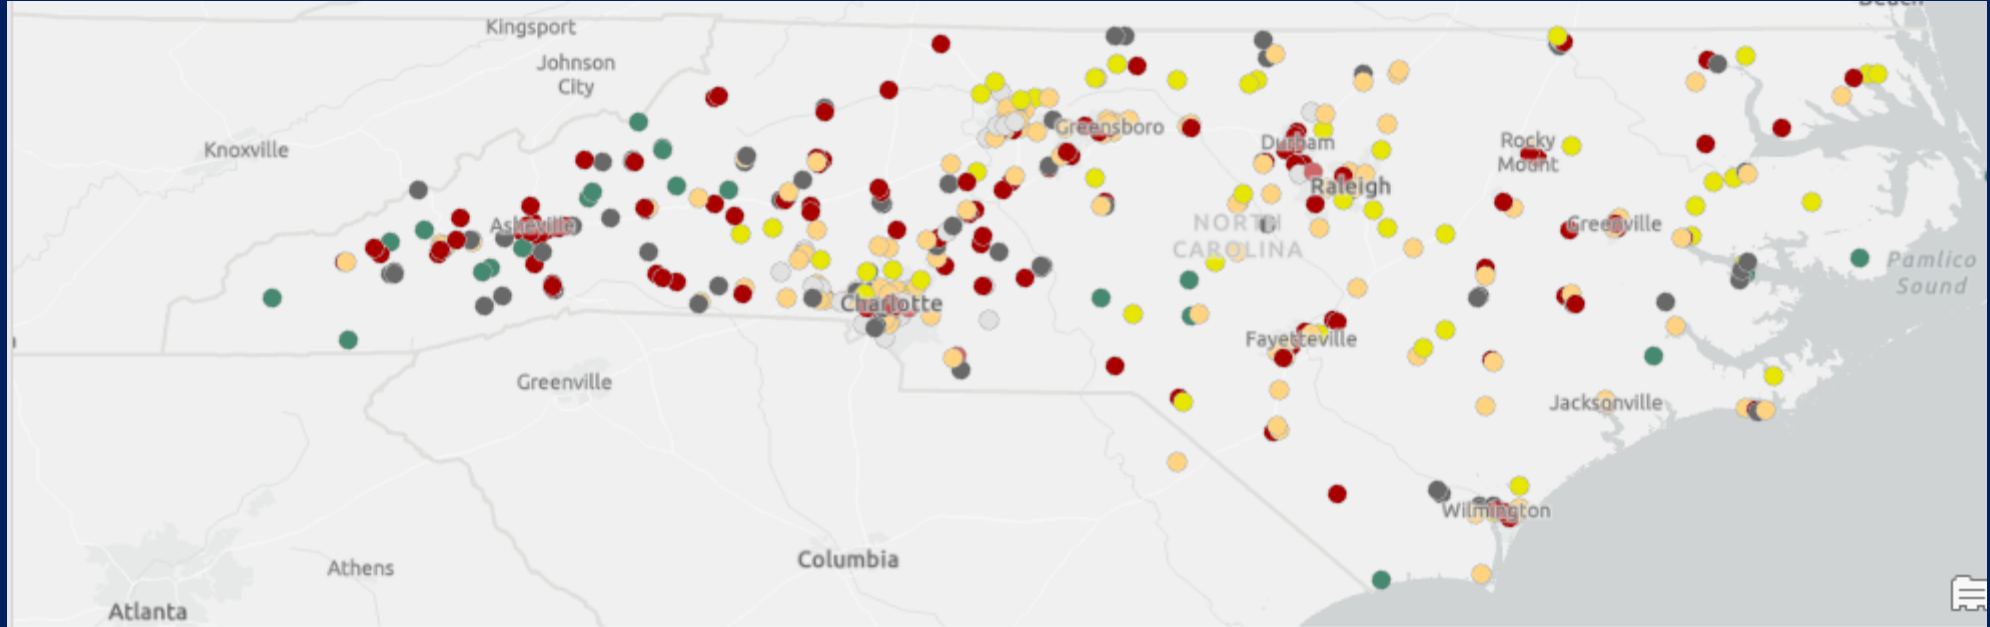 Beach
Kingsport
Johnson
City
Knoxville
Greensboro
Durham
Rocky
Mount
Raleigh
Asheville
NORTH
CAROLINA
Greenville
Pamlico
Sound
Charlotte
Fayetteville
Greenville
Jacksonville
Wilmington
Columbia
Athens
Atlanta